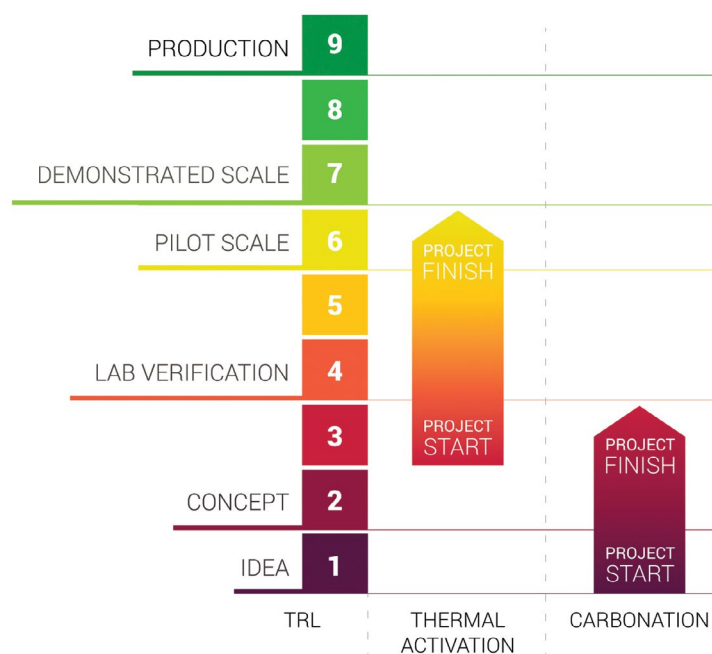 PRODUCTION 9
8
DEMONSTRATED SCALE 7
PILOT SCALE 6
PROJECT
FINISH
5
LAB VERIFICATION 4
3
PROJECT
START
PROJECT
FINISH
CONCEPT 2
IDEA 1
PROJECT
START
TRL
THERMAL
ACTIVATION
CARBONATION